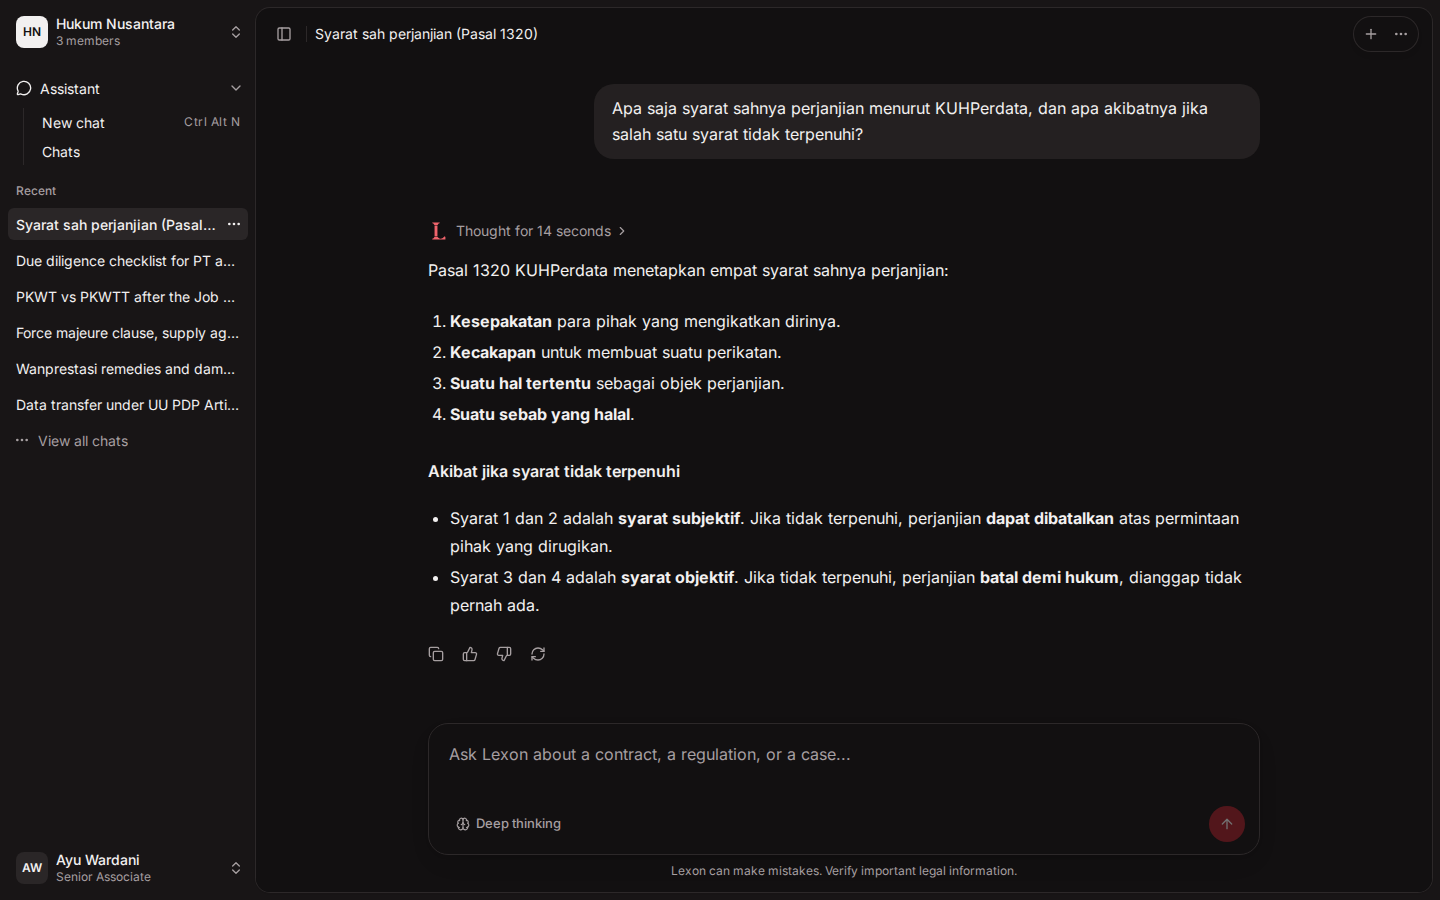 HN
Hukum Nusantara
3 members
Assistant
New chat
Ctrl Alt N
Chats
Recent
Syarat sah perjanjian (Pasal...
Due diligence checklist for PT a...
PKWT vs PKWTT after the Job ...
Force majeure clause, supply ag...
Wanprestasi remedies and dam...
Data transfer under UU PDP Arti...
View all chats
AW
Ayu Wardani
Senior Associate
Syarat sah perjanjian (Pasal 1320)
Apa saja syarat sahnya perjanjian menurut KUHPerdata, dan apa akibatnya jika
salah satu syarat tidak terpenuhi?
L
Thought for 14 seconds
Pasal 1320 KUHPerdata menetapkan empat syarat sahnya perjanjian:
1. Kesepakatan para pihak yang mengikatkan dirinya.
2. Kecakapan untuk membuat suatu perikatan.
3. Suatu hal tertentu sebagai objek perjanjian.
4. Suatu sebab yang halal.
Akibat jika syarat tidak terpenuhi
• Syarat 1 dan 2 adalah syarat subjektif. Jika tidak terpenuhi, perjanjian dapat dibatalkan atas permintaan
pihak yang dirugikan.
• Syarat 3 dan 4 adalah syarat objektif. Jika tidak terpenuhi, perjanjian batal demi hukum, dianggap tidak
pernah ada.
Ask Lexon about a contract, a regulation, or a case...
Deep thinking
Lexon can make mistakes. Verify important legal information.